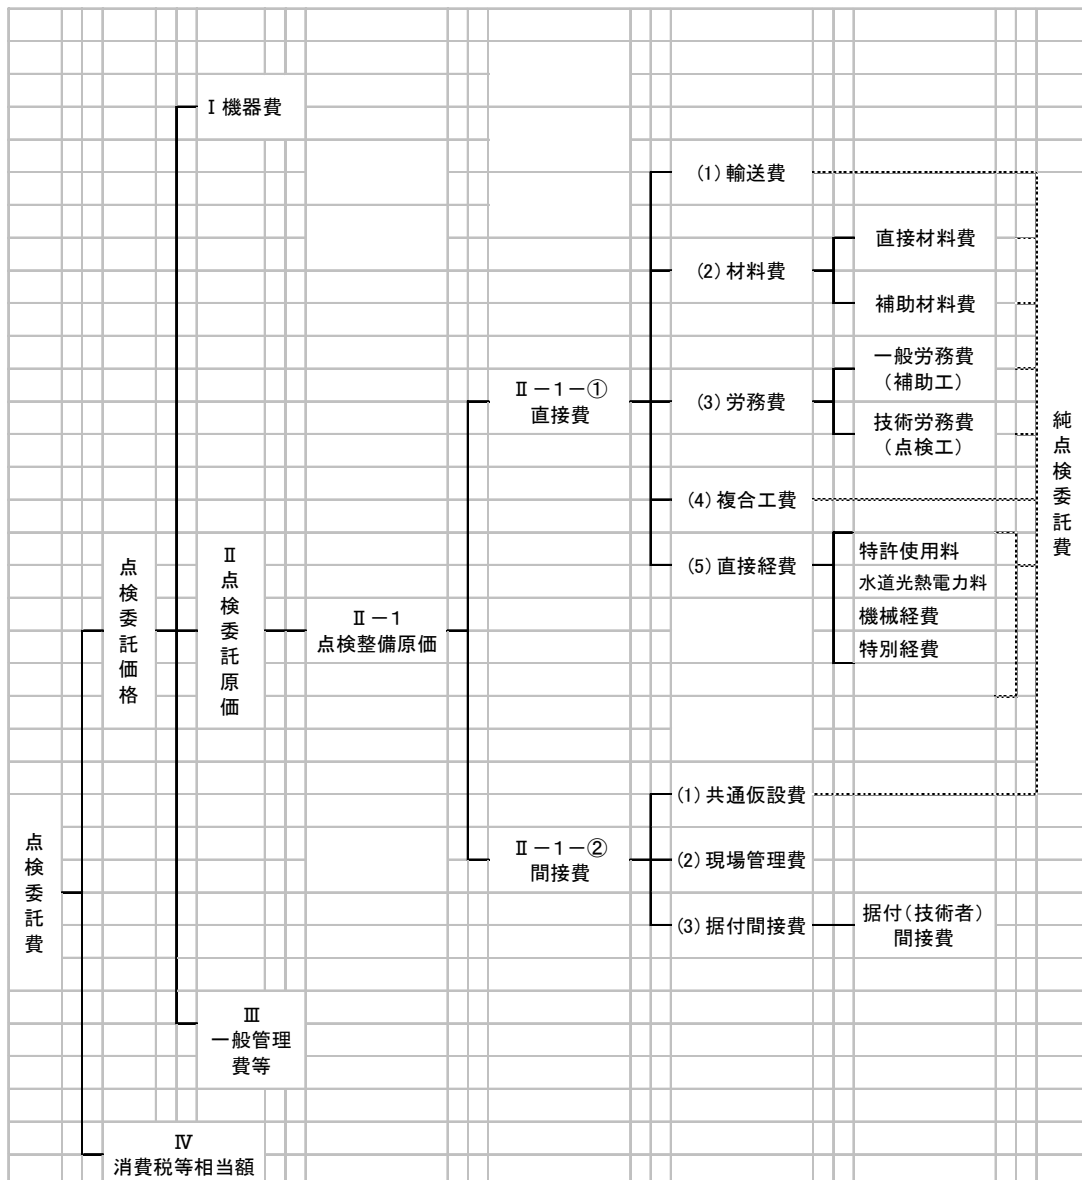 Ⅰ機器費
(1)輸送費
直接材料費
(2)材料費
補助材料費
一般労務費
(補助工)
Ⅱ－1－①
直接費
(3)労務費
技術労務費
(点検工)
純点検委託費
(4)複合工費
(5)直接経費
特許使用料
水道光熱電力料
機械経費
特別経費
点検委託価格
Ⅱ点検委託原価
Ⅱ－1
点検整備原価
(1)共通仮設費
点検委託費
Ⅱ－1－②
間接費
(2)現場管理費
(3)据付間接費
据付(技術者)
間接費
Ⅲ
一般管理
費等
Ⅳ
消費税等相当額